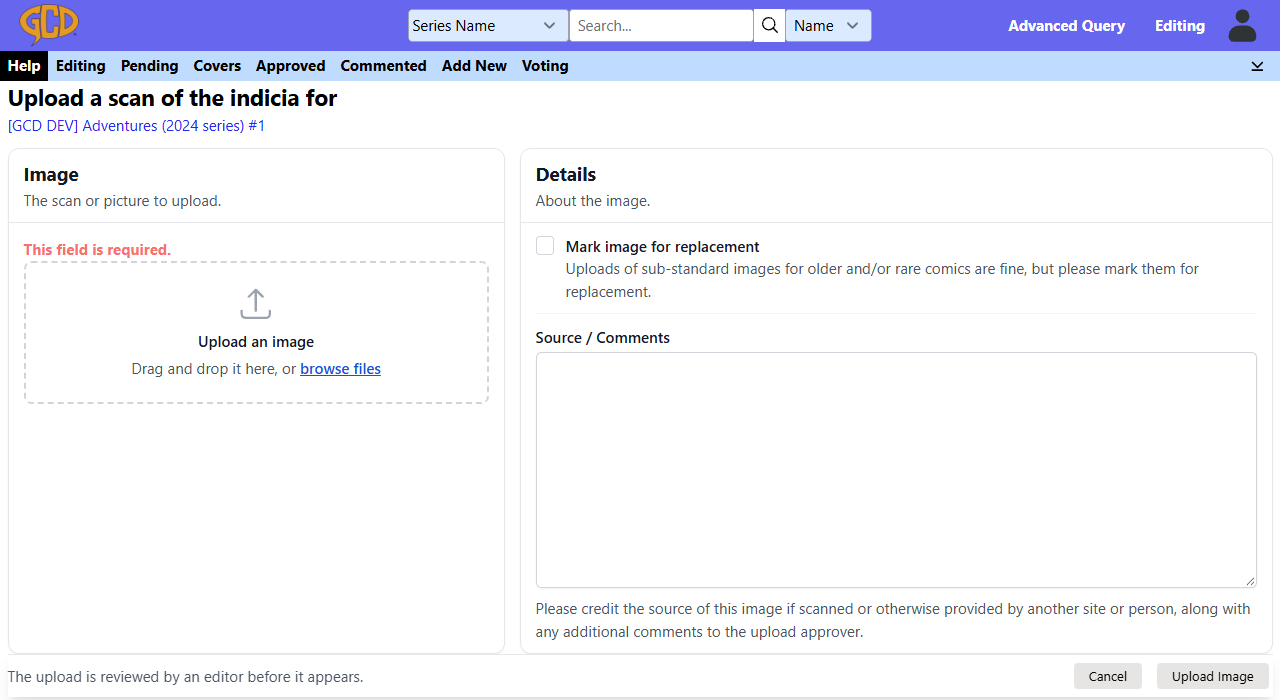 GCD
Series Name
Search...
Name
Advanced Query
Editing
Help
Editing
Pending
Covers
Approved
Commented
Add New
Voting
Upload a scan of the indicia for
[GCD DEV] Adventures (2024 series) #1
Image
The scan or picture to upload.
This field is required.
Upload an image
Drag and drop it here, or browse files
Details
About the image.
Mark image for replacement
Uploads of sub-standard images for older and/or rare comics are fine, but please mark them for
replacement.
Source / Comments
Please credit the source of this image if scanned or otherwise provided by another site or person, along with
any additional comments to the upload approver.
The upload is reviewed by an editor before it appears.
Cancel
Upload Image